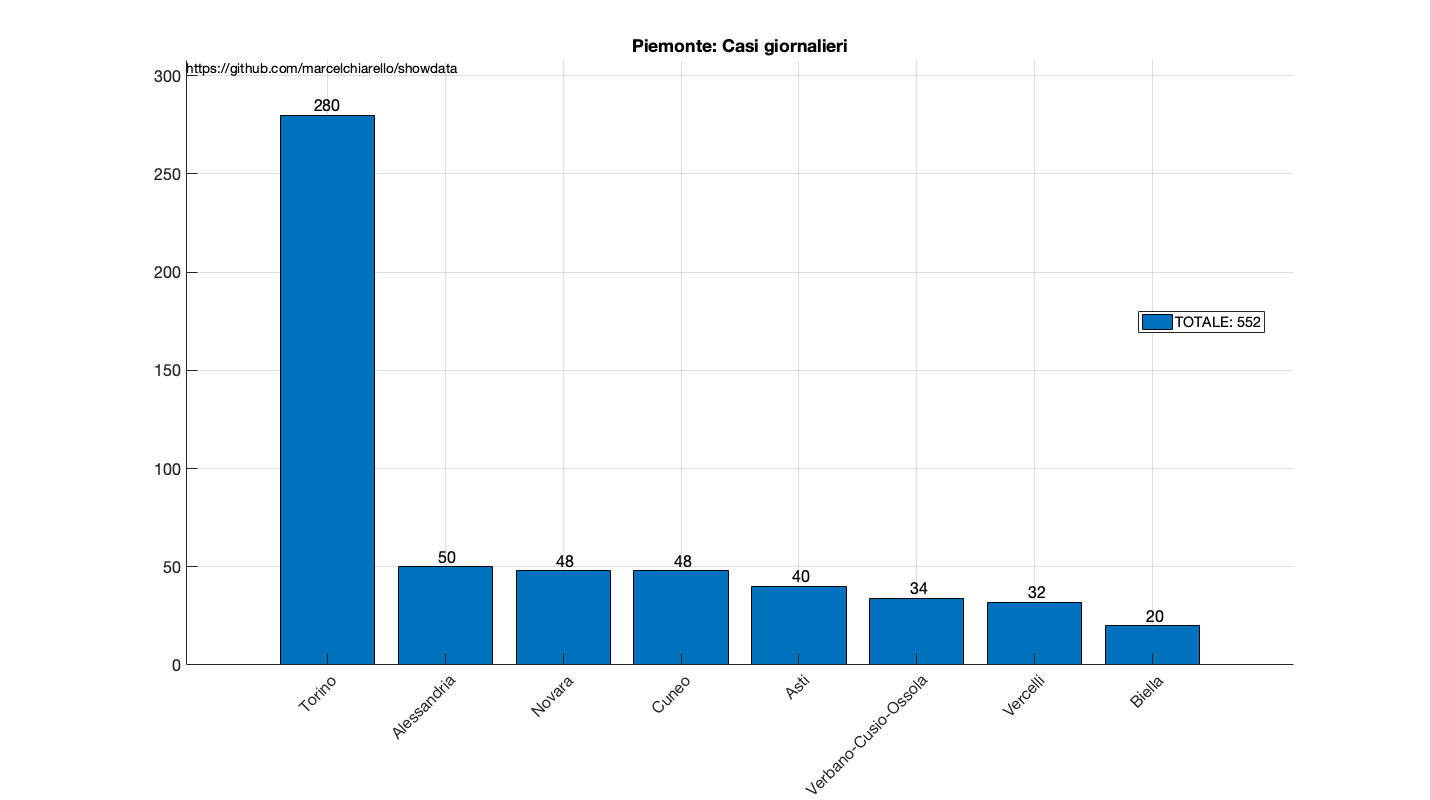 Piemonte: Casi giornalieri
https://github.com/marcelchiarello/showdata
300
250
200
150
100
50
0
280
50
48
48
40
34
32
20
TOTALE: 552
Torino
Alessandria
Novara
Cuneo
Asti
Verbano-Cusio-Ossola
Vercelli
Biella